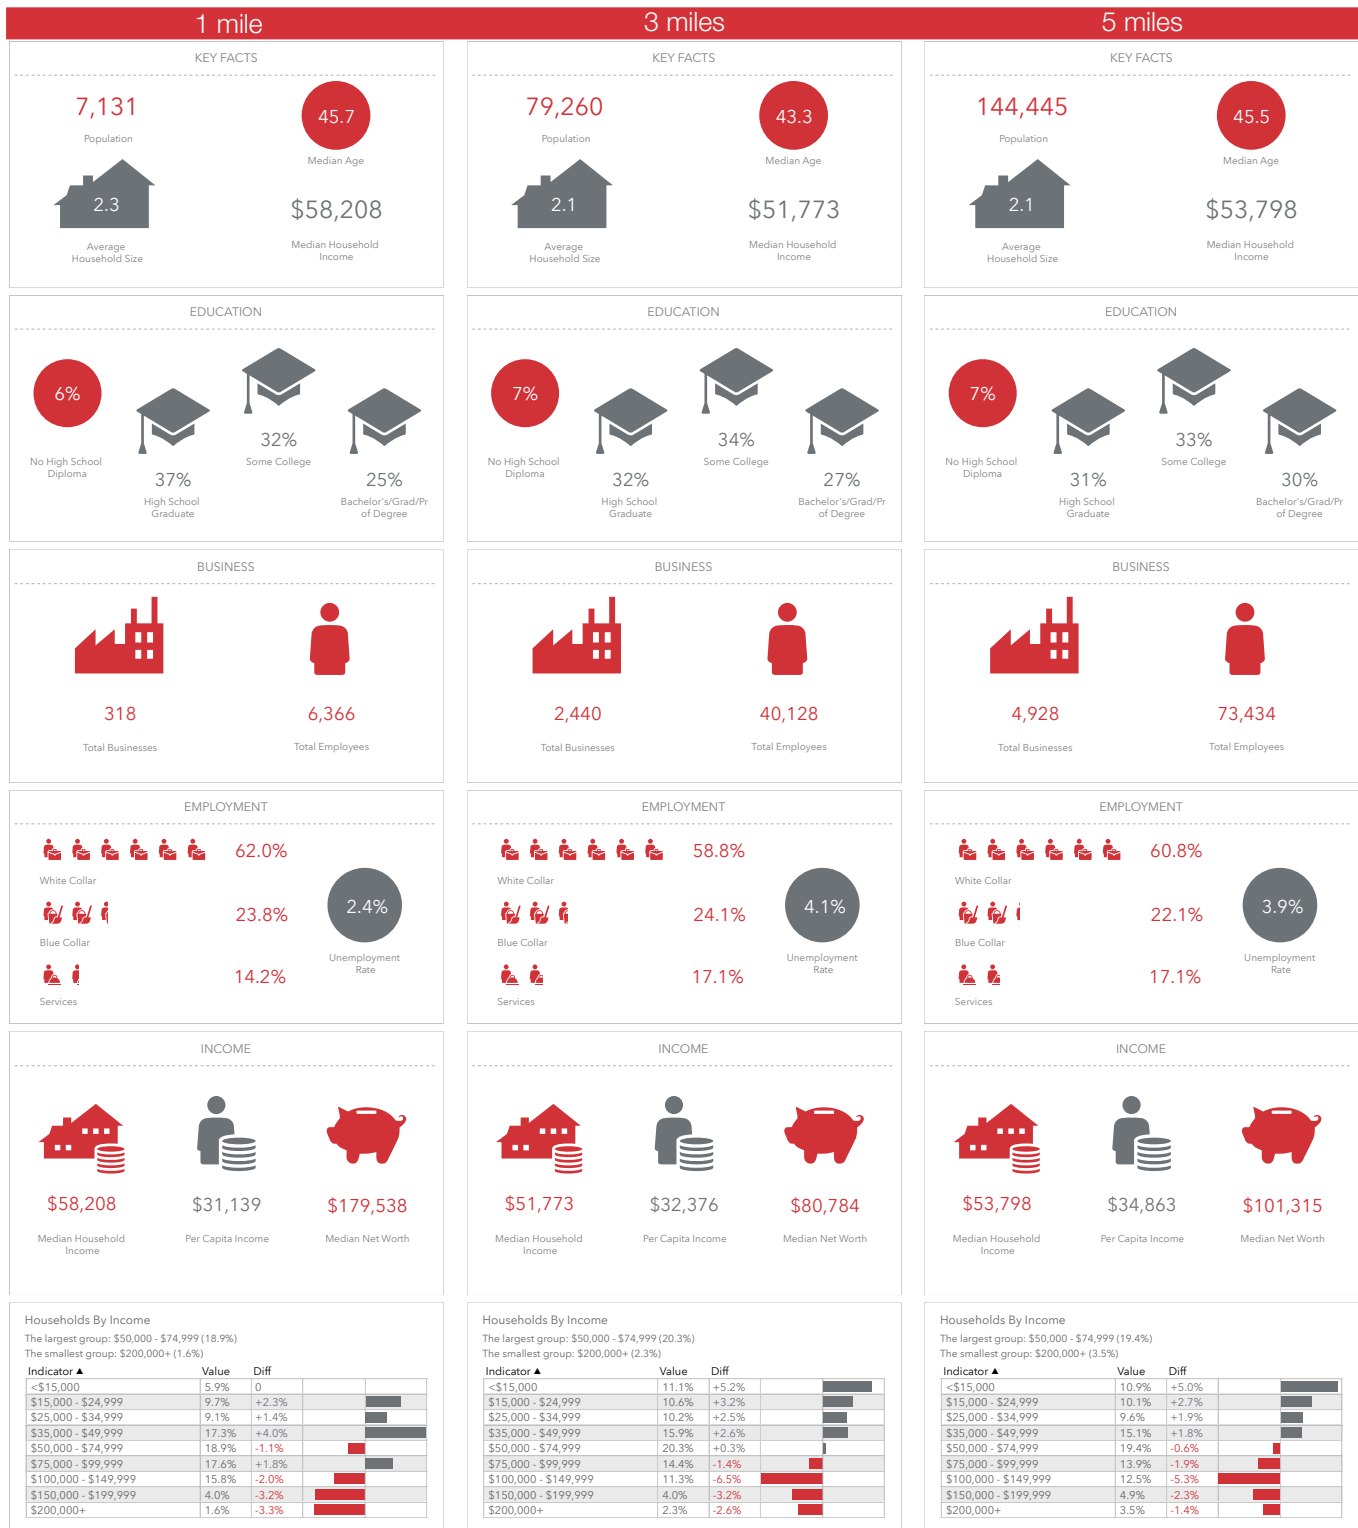 1 mile
KEY FACTS
7,131
Population
45.7
Median Age
2.3
Average
Household Size
$58,208
Median Household
Income
EDUCATION
6%
No High School
Diploma
37%
High School
Graduate
32%
Some College
25%
Bachelor's/Grad/Pr
of Degree
BUSINESS
318
Total Businesses
6,366
Total Employees
EMPLOYMENT
62.0%
White Collar
23.8%
Blue Collar
14.2%
Services
2.4%
Unemployment
Rate
INCOME
$58,208
Median Household
Income
$31,139
Per Capita Income
$179,538
Median Net Worth
Households By Income
The largest group: $50,000 - $74,999 (18.9%)
The smallest group: $200,000+ (1.6%)
Indicator ▲ Value Diff
<$15,000 5.9% 0
$15,000 - $24,999 9.7% +2.3%
$25,000 - $34,999 9.1% +1.4%
$35,000 - $49,999 17.3% +4.0%
$50,000 - $74,999 18.9% -1.1%
$75,000 - $99,999 17.6% +1.8%
$100,000 - $149,999 15.8% -2.0%
$150,000 - $199,999 4.0% -3.2%
$200,000+ 1.6% -3.3%
3 miles
KEY FACTS
79,260
Population
43.3
Median Age
2.1
Average
Household Size
$51,773
Median Household
Income
EDUCATION
7%
No High School
Diploma
32%
High School
Graduate
34%
Some College
27%
Bachelor's/Grad/Pr
of Degree
BUSINESS
2,440
Total Businesses
40,128
Total Employees
EMPLOYMENT
58.8%
White Collar
24.1%
Blue Collar
17.1%
Services
4.1%
Unemployment
Rate
INCOME
$51,773
Median Household
Income
$32,376
Per Capita Income
$80,784
Median Net Worth
Households By Income
The largest group: $50,000 - $74,999 (20.3%)
The smallest group: $200,000+ (2.3%)
Indicator ▲ Value Diff
<$15,000 11.1% +5.2%
$15,000 - $24,999 10.6% +3.2%
$25,000 - $34,999 10.2% +2.5%
$35,000 - $49,999 15.9% +2.6%
$50,000 - $74,999 20.3% +0.3%
$75,000 - $99,999 14.4% -1.4%
$100,000 - $149,999 11.3% -6.5%
$150,000 - $199,999 4.0% -3.2%
$200,000+ 2.3% -2.6%
5 miles
KEY FACTS
144,445
Population
45.5
Median Age
2.1
Average
Household Size
$53,798
Median Household
Income
EDUCATION
7%
No High School
Diploma
31%
High School
Graduate
33%
Some College
30%
Bachelor's/Grad/Pr
of Degree
BUSINESS
4,928
Total Businesses
73,434
Total Employees
EMPLOYMENT
60.8%
White Collar
22.1%
Blue Collar
17.1%
Services
3.9%
Unemployment
Rate
INCOME
$53,798
Median Household
Income
$34,863
Per Capita Income
$101,315
Median Net Worth
Households By Income
The largest group: $50,000 - $74,999 (19.4%)
The smallest group: $200,000+ (3.5%)
Indicator ▲ Value Diff
<$15,000 10.9% +5.0%
$15,000 - $24,999 10.1% +2.7%
$25,000 - $34,999 9.6% +1.9%
$35,000 - $49,999 15.1% +1.8%
$50,000 - $74,999 19.4% -0.6%
$75,000 - $99,999 13.9% -1.9%
$100,000 - $149,999 12.5% -5.3%
$150,000 - $199,999 4.9% -2.3%
$200,000+ 3.5% -1.4%